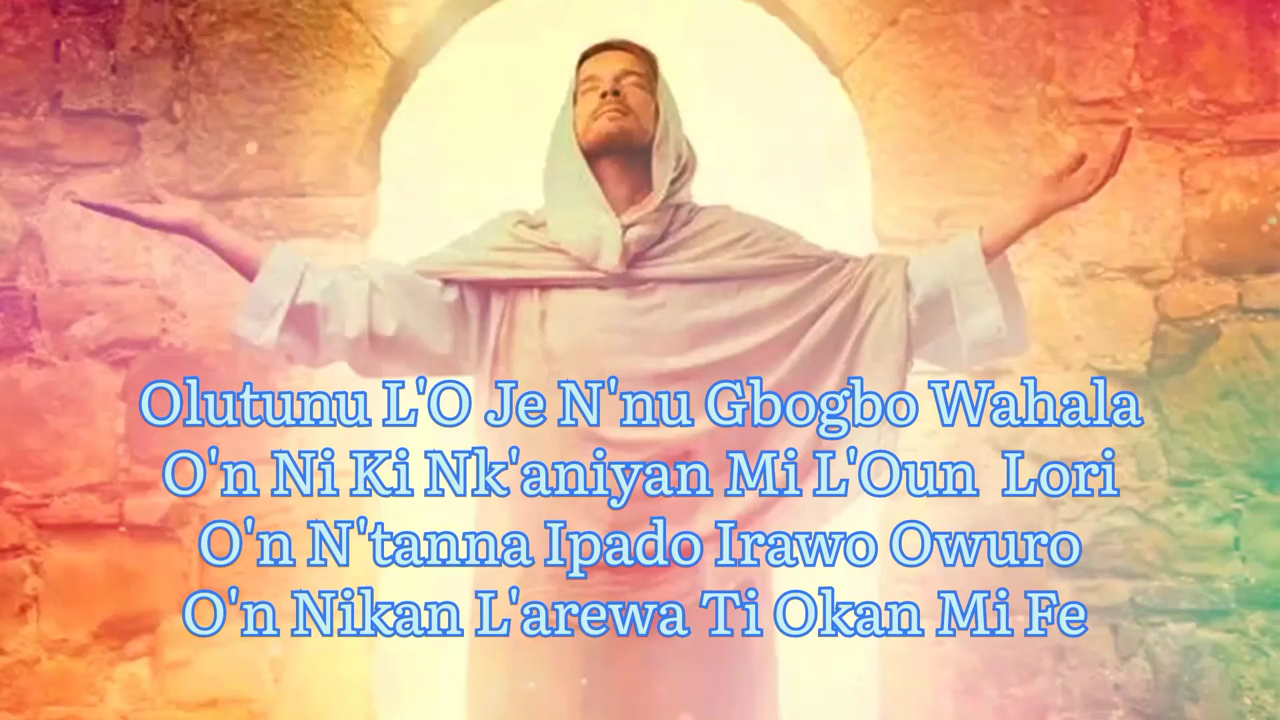 Olutunu L'O Je N'nu Gbogbo Wahala
O'n Ni Ki Nk'aniyan Mi L'Oun Lori
O'n N'tanna Ipado Irawo Owuro
O'n Nikan L'arewa Ti Okan Mi Fe